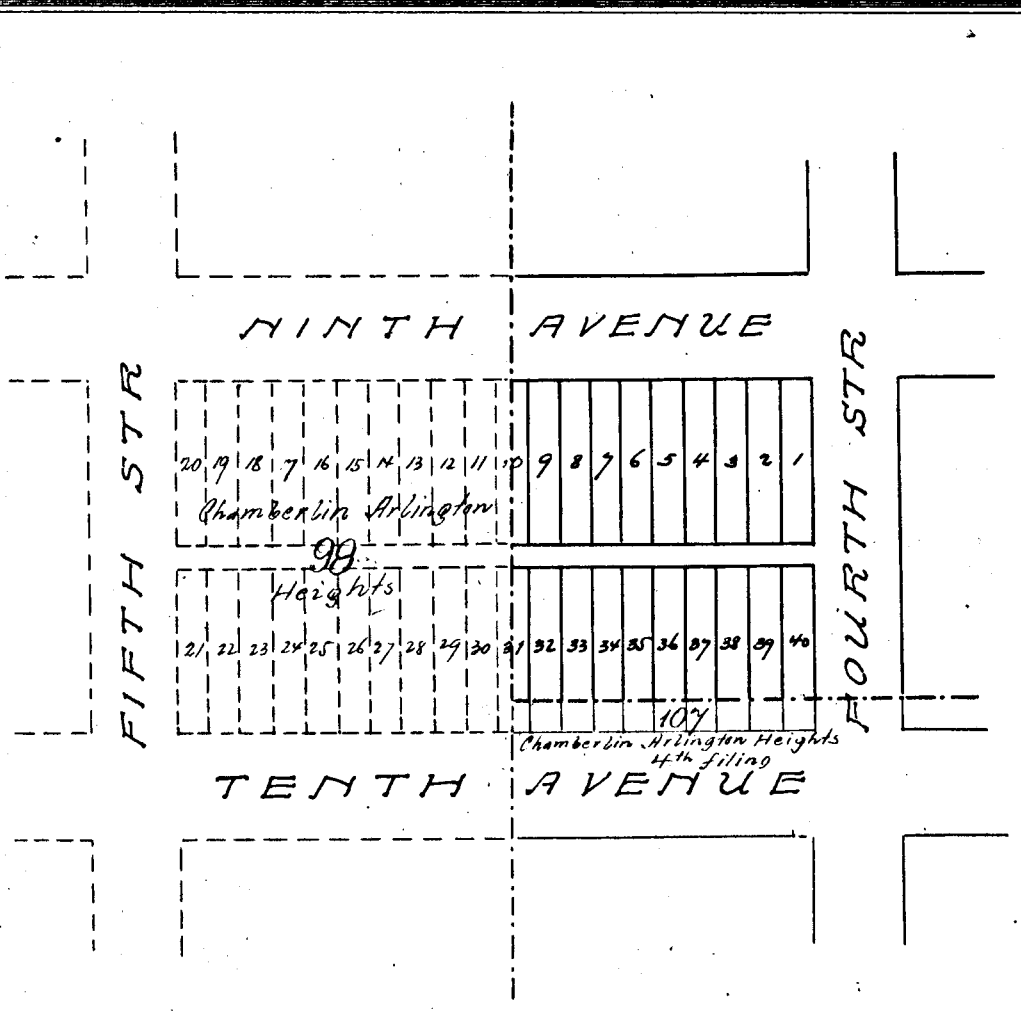 NINTH AVENUE
FIFTH STR
FOURTH STR
20 19 18 7 16 15 14 13 12 11 10 9 8 7 6 5 4 3 2 1
Chamberlin Arlington
98
Heights
21 22 23 24 25 26 27 28 29 30 31 32 33 34 35 36 37 38 39 40
107
Chamberlin Arlington Heights
4th filing
TENTH AVENUE